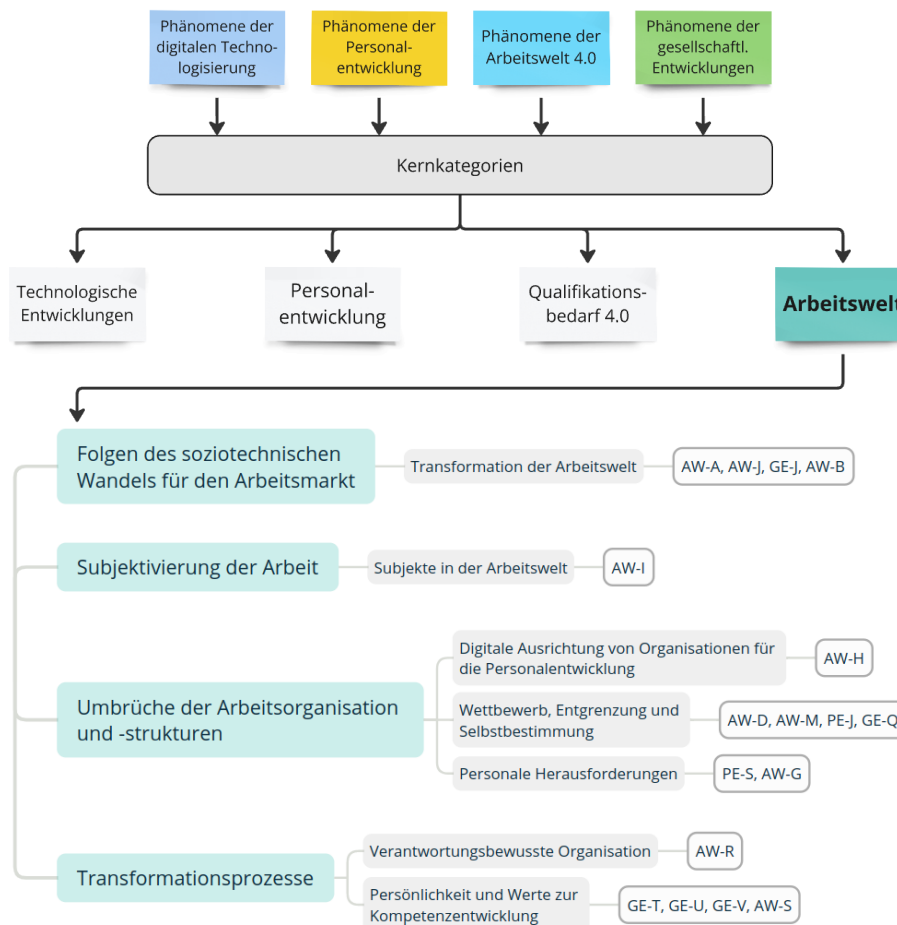 Phänomene der
digitalen Techno-
logisierung
Phänomene der
Personal-
entwicklung
Phänomene der
Arbeitswelt 4.0
Phänomene der
gesellschaftl.
Entwicklungen
Kernkategorien
Technologische
Entwicklungen
Personal-
entwicklung
Qualifikations-
bedarf 4.0
Arbeitswelt
Folgen des soziotechnischen
Wandels für den Arbeitsmarkt
Transformation der Arbeitswelt
AW-A, AW-J, GE-J, AW-B
Subjektivierung der Arbeit
Subjekte in der Arbeitswelt
AW-I
Umbrüche der Arbeitsorganisation
und -strukturen
Digitale Ausrichtung von Organisationen für
die Personalentwicklung
AW-H
Wettbewerb, Entgrenzung und
Selbstbestimmung
AW-D, AW-M, PE-J, GE-Q
Personale Herausforderungen
PE-S, AW-G
Transformationsprozesse
Verantwortungsbewusste Organisation
AW-R
Persönlichkeit und Werte zur
Kompetenzentwicklung
GE-T, GE-U, GE-V, AW-S